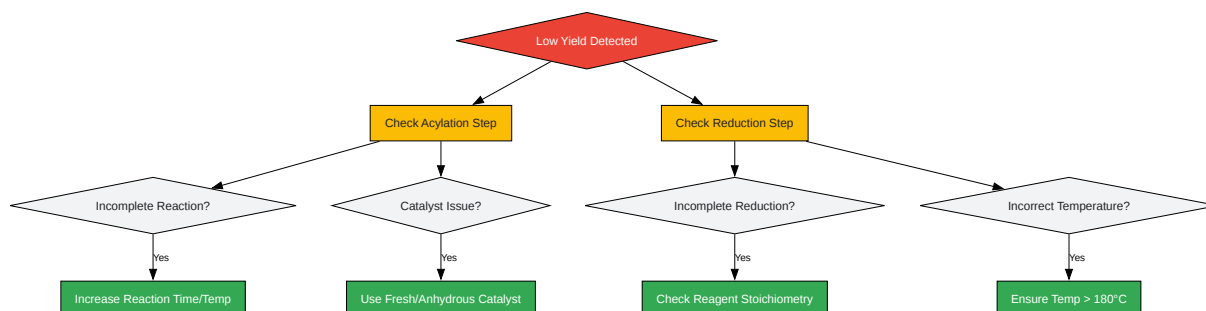 Low Yield Detected
Check Acylation Step
Check Reduction Step
Incomplete Reaction?
Catalyst Issue?
Incomplete Reduction?
Incorrect Temperature?
Yes
Yes
Yes
Yes
Increase Reaction Time/Temp
Use Fresh/Anhydrous Catalyst
Check Reagent Stoichiometry
Ensure Temp > 180°C